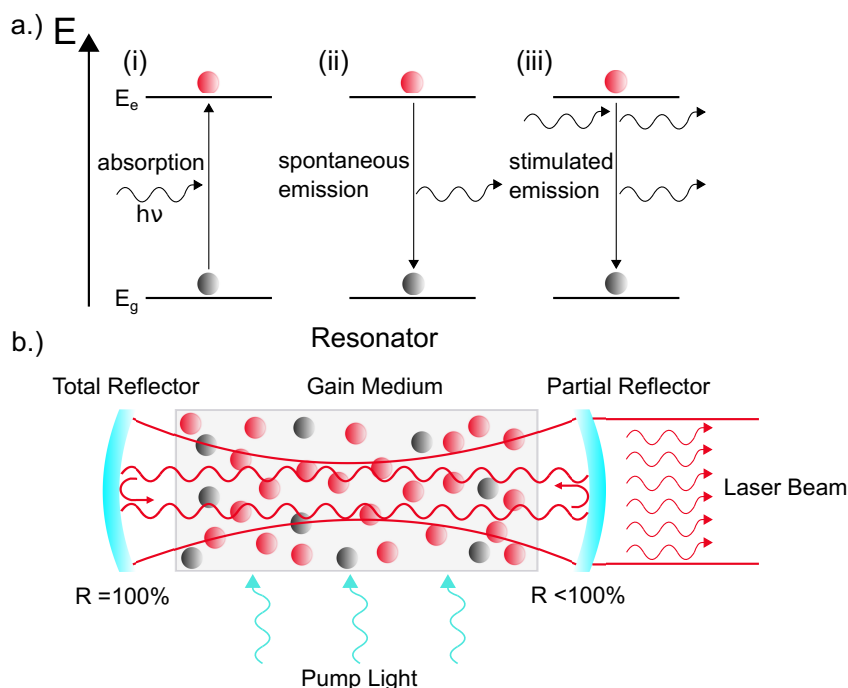 a.)
E
(i)
(ii)
(iii)
Eₑ
absorption
hν
spontaneous
emission
stimulated
emission
E_g
b.)
Resonator
Total Reflector
Gain Medium
Partial Reflector
Laser Beam
R =100%
R <100%
Pump Light